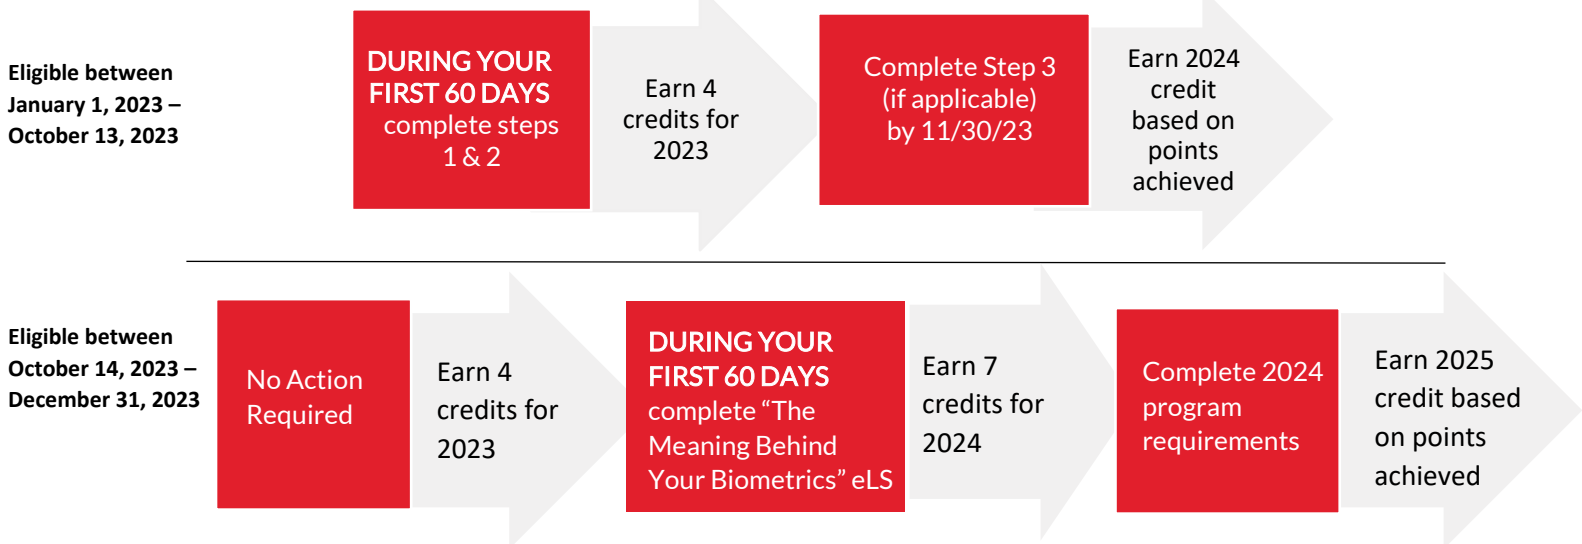 Eligible between
January 1, 2023 –
October 13, 2023
DURING YOUR
FIRST 60 DAYS
complete steps
1 & 2
Earn 4
credits for
2023
Complete Step 3
(if applicable)
by 11/30/23
Earn 2024
credit
based on
points
achieved
Eligible between
October 14, 2023 –
December 31, 2023
No Action
Required
Earn 4
credits for
2023
DURING YOUR
FIRST 60 DAYS
complete “The
Meaning Behind
Your Biometrics” eLS
Earn 7
credits for
2024
Complete 2024
program
requirements
Earn 2025
credit based
on points
achieved